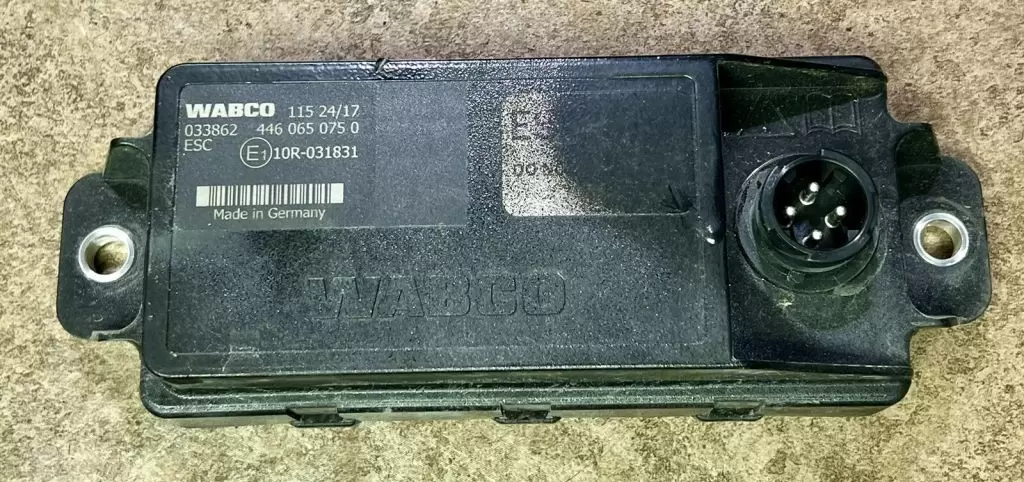 WABCO 115 24/17
033862 446 065 075 0
ESC E1 10R-031831
Made in Germany
WABCO